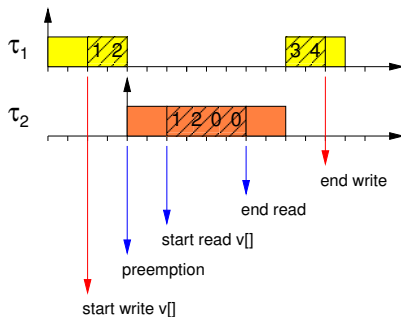 τ1
1 2
3 4
τ2
1 2 0 0
end write
end read
start read v[]
preemption
start write v[]